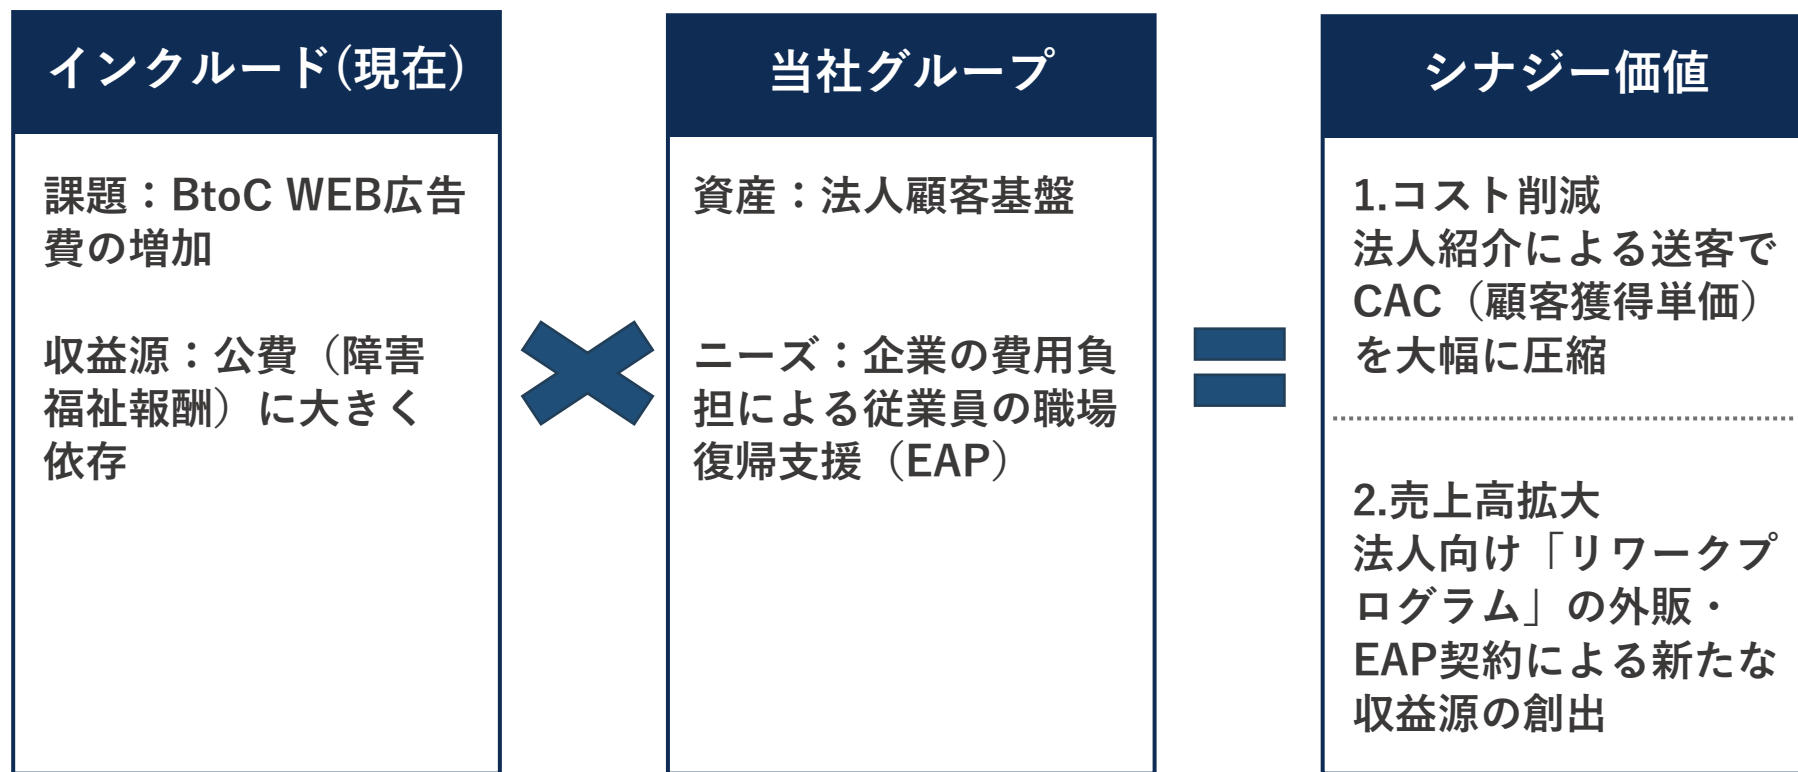 インクルード(現在)
課題：BtoC WEB広告
費の増加
収益源：公費（障害
福祉報酬）に大きく
依存
当社グループ
資産：法人顧客基盤
ニーズ：企業の費用負
担による従業員の職場
復帰支援（EAP）
シナジー価値
1.コスト削減
法人紹介による送客で
CAC（顧客獲得単価）
を大幅に圧縮
2.売上高拡大
法人向け「リワークプ
ログラム」の外販・
EAP契約による新たな
収益源の創出